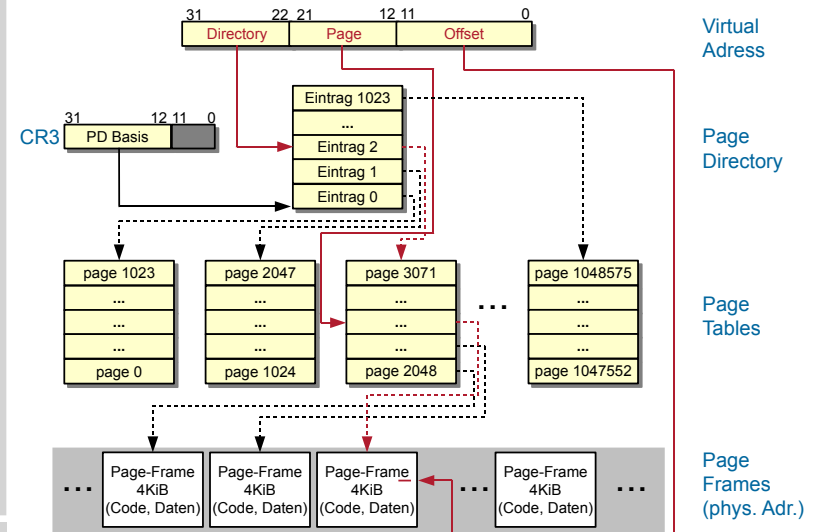 31 22 21 12 11 0
Directory Page Offset
Virtual
Adress
CR3
31 12 11 0
PD Basis
Eintrag 1023
...
Eintrag 2
Eintrag 1
Eintrag 0
Page
Directory
page 1023
...
...
...
page 0
page 2047
...
...
...
page 1024
page 3071
...
...
...
page 2048
...
page 1048575
...
...
...
page 1047552
Page
Tables
...
Page-Frame
4KiB
(Code, Daten)
Page-Frame
4KiB
(Code, Daten)
Page-Frame
4KiB
(Code, Daten)
...
Page-Frame
4KiB
(Code, Daten)
...
Page
Frames
(phys. Adr.)